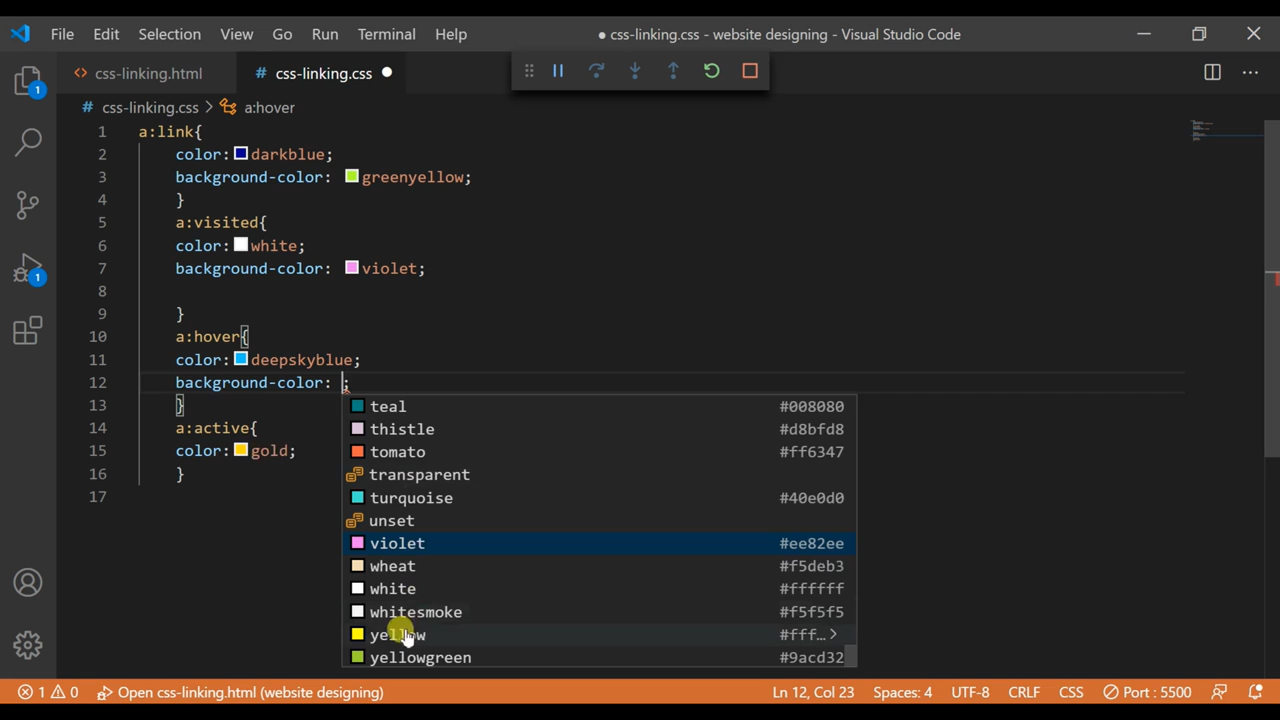 File Edit Selection View Go Run Terminal Help ● css-linking.css - website designing - Visual Studio Code
<> css-linking.html # css-linking.css ●
# css-linking.css > a:hover
1 a:link{
2 color: darkblue;
3 background-color: greenyellow;
4 }
5 a:visited{
6 color: white;
7 background-color: violet;
8
9 }
10 a:hover{
11 color: deepskyblue;
12 background-color: ;
13 }
14 a:active{
15 color: gold;
16 }
17
teal #008080
thistle #d8bfd8
tomato #ff6347
transparent
turquoise #40e0d0
unset
violet #ee82ee
wheat #f5deb3
white #ffffff
whitesmoke #f5f5f5
yellow #fff… >
yellowgreen #9acd32
1
1
1 0 Open css-linking.html (website designing) Ln 12, Col 23 Spaces: 4 UTF-8 CRLF CSS Port : 5500